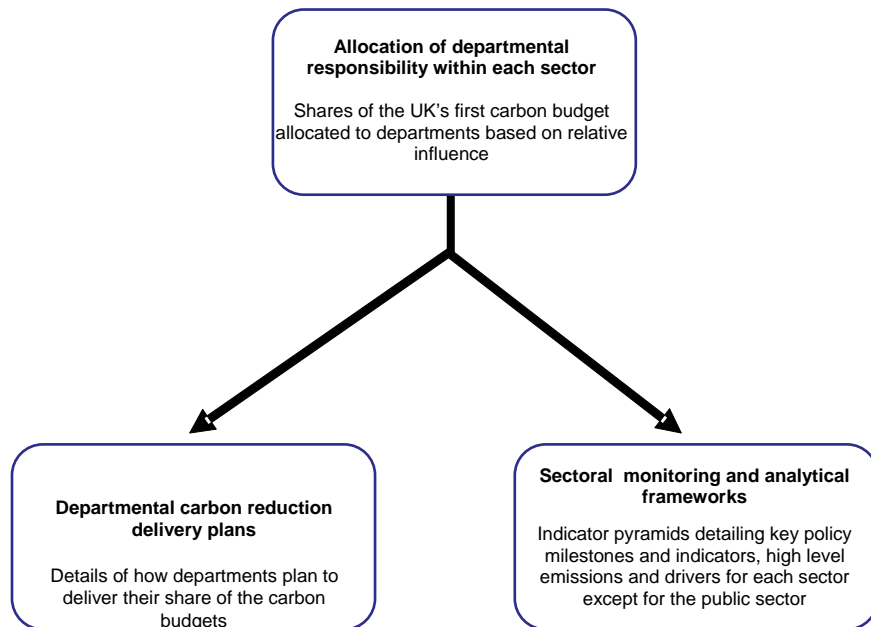 Allocation of departmental
responsibility within each sector
Shares of the UK's first carbon budget
allocated to departments based on relative
influence
Departmental carbon reduction
delivery plans
Details of how departments plan to
deliver their share of the carbon
budgets
Sectoral monitoring and analytical
frameworks
Indicator pyramids detailing key policy
milestones and indicators, high level
emissions and drivers for each sector
except for the public sector